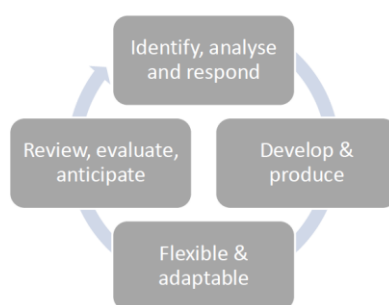 Identify, analyse
and respond
Develop &
produce
Flexible &
adaptable
Review, evaluate,
anticipate